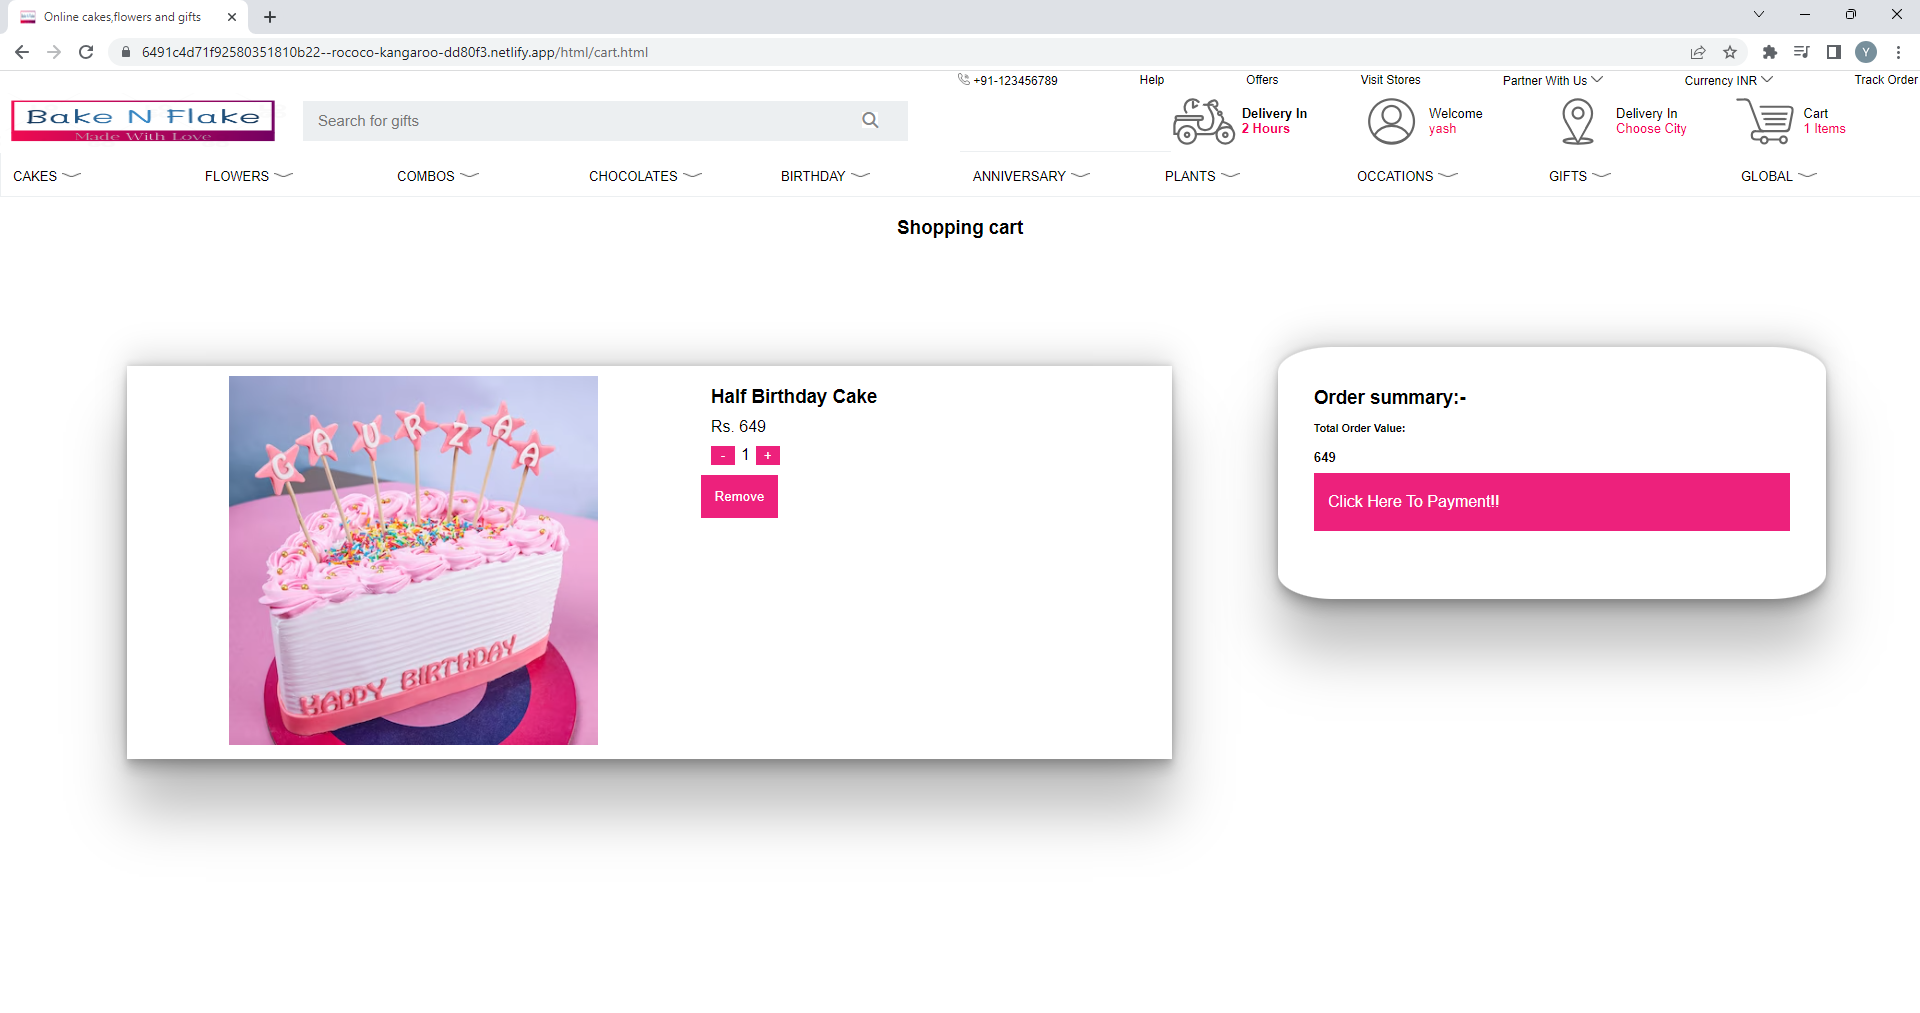 Online cakes,flowers and gifts
6491c4d71f92580351810b22--rococo-kangaroo-dd80f3.netlify.app/html/cart.html
Y
+91-123456789
Help
Offers
Visit Stores
Partner With Us
Currency INR
Track Order
Bake N Flake
Made With Love
Search for gifts
Delivery In
2 Hours
Welcome
yash
Delivery In
Choose City
Cart
1 Items
CAKES
FLOWERS
COMBOS
CHOCOLATES
BIRTHDAY
ANNIVERSARY
PLANTS
OCCATIONS
GIFTS
GLOBAL
Shopping cart
GAURZAA
HAPPY BIRTHDAY
Half Birthday Cake
Rs. 649
- 1 +
Remove
Order summary:-
Total Order Value:
649
Click Here To Payment!!